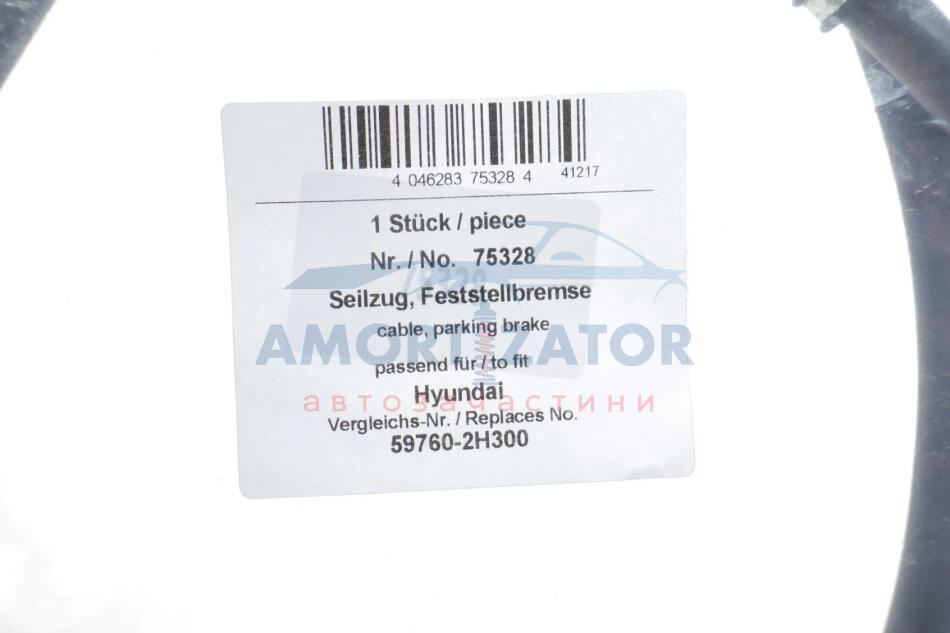 4 046283 75328 4 41217
1 Stück / piece
Nr. / No. 75328
Seilzug, Feststellbremse
cable, parking brake
AMORTIZATOR
passend für / to fit
Hyundai
автозапчастини
Vergleichs-Nr. / Replaces No.
59760-2H300